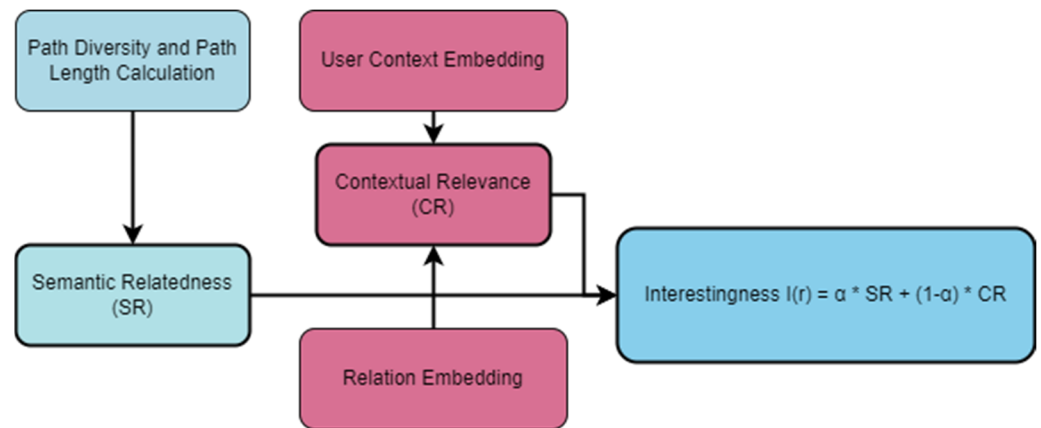 Path Diversity and Path
Length Calculation
User Context Embedding
Contextual Relevance
(CR)
Semantic Relatedness
(SR)
Interestingness I(r) = α * SR + (1-α) * CR
Relation Embedding